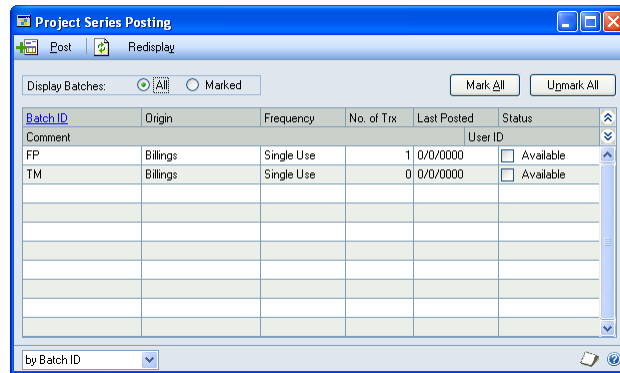 Project Series Posting
Post Redisplay
Display Batches: All Marked Mark All Unmark All
Batch ID Origin Frequency No. of Trx Last Posted Status
Comment User ID
FP Billings Single Use 1 0/0/0000 Available
TM Billings Single Use 0 0/0/0000 Available
by Batch ID